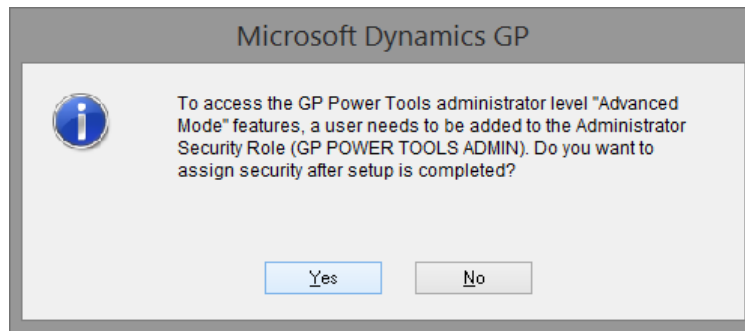 Microsoft Dynamics GP
To access the GP Power Tools administrator level "Advanced
Mode" features, a user needs to be added to the Administrator
Security Role (GP POWER TOOLS ADMIN). Do you want to
assign security after setup is completed?
Yes No